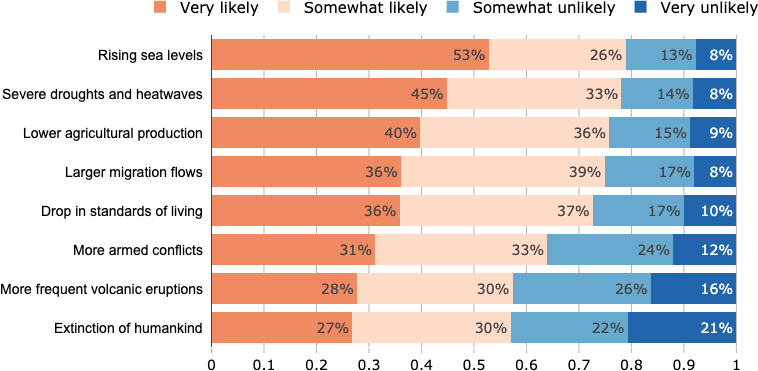 Very likely Somewhat likely Somewhat unlikely Very unlikely
Rising sea levels 53% 26% 13% 8%
Severe droughts and heatwaves 45% 33% 14% 8%
Lower agricultural production 40% 36% 15% 9%
Larger migration flows 36% 39% 17% 8%
Drop in standards of living 36% 37% 17% 10%
More armed conflicts 31% 33% 24% 12%
More frequent volcanic eruptions 28% 30% 26% 16%
Extinction of humankind 27% 30% 22% 21%
0 0.1 0.2 0.3 0.4 0.5 0.6 0.7 0.8 0.9 1